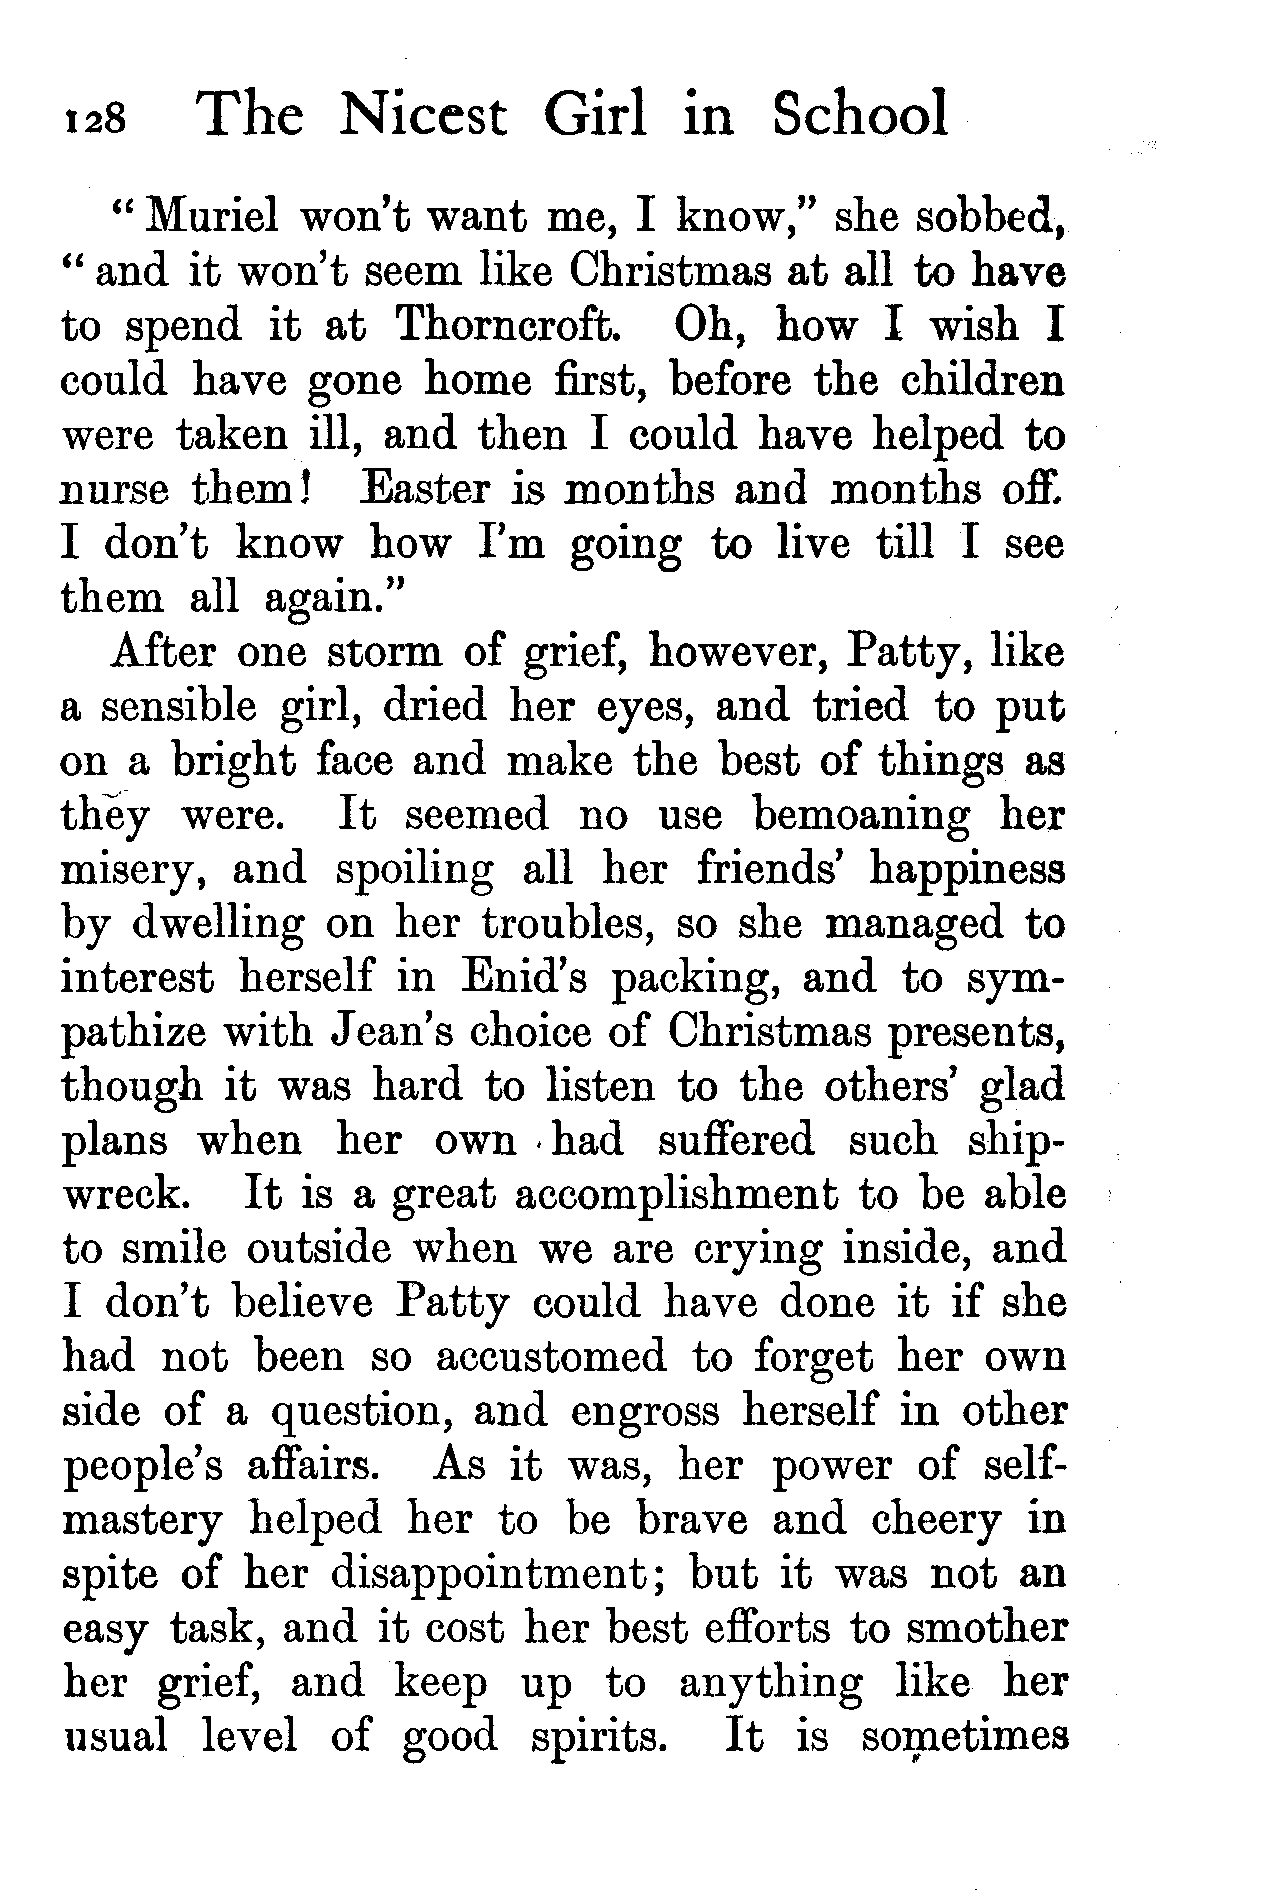 128 The Nicest Girl in School
“Muriel won’t want me, I know,” she sobbed,
“and it won’t seem like Christmas at all to have
to spend it at Thorncroft. Oh, how I wish I
could have gone home first, before the children
were taken ill, and then I could have helped to
nurse them! Easter is months and months off.
I don’t know how I’m going to live till I see
them all again.”
After one storm of grief, however, Patty, like
a sensible girl, dried her eyes, and tried to put
on a bright face and make the best of things as
they were. It seemed no use bemoaning her
misery, and spoiling all her friends’ happiness
by dwelling on her troubles, so she managed to
interest herself in Enid’s packing, and to sym-
pathize with Jean’s choice of Christmas presents,
though it was hard to listen to the others’ glad
plans when her own had suffered such ship-
wreck. It is a great accomplishment to be able
to smile outside when we are crying inside, and
I don’t believe Patty could have done it if she
had not been so accustomed to forget her own
side of a question, and engross herself in other
people’s affairs. As it was, her power of self-
mastery helped her to be brave and cheery in
spite of her disappointment; but it was not an
easy task, and it cost her best efforts to smother
her grief, and keep up to anything like her
usual level of good spirits. It is sometimes